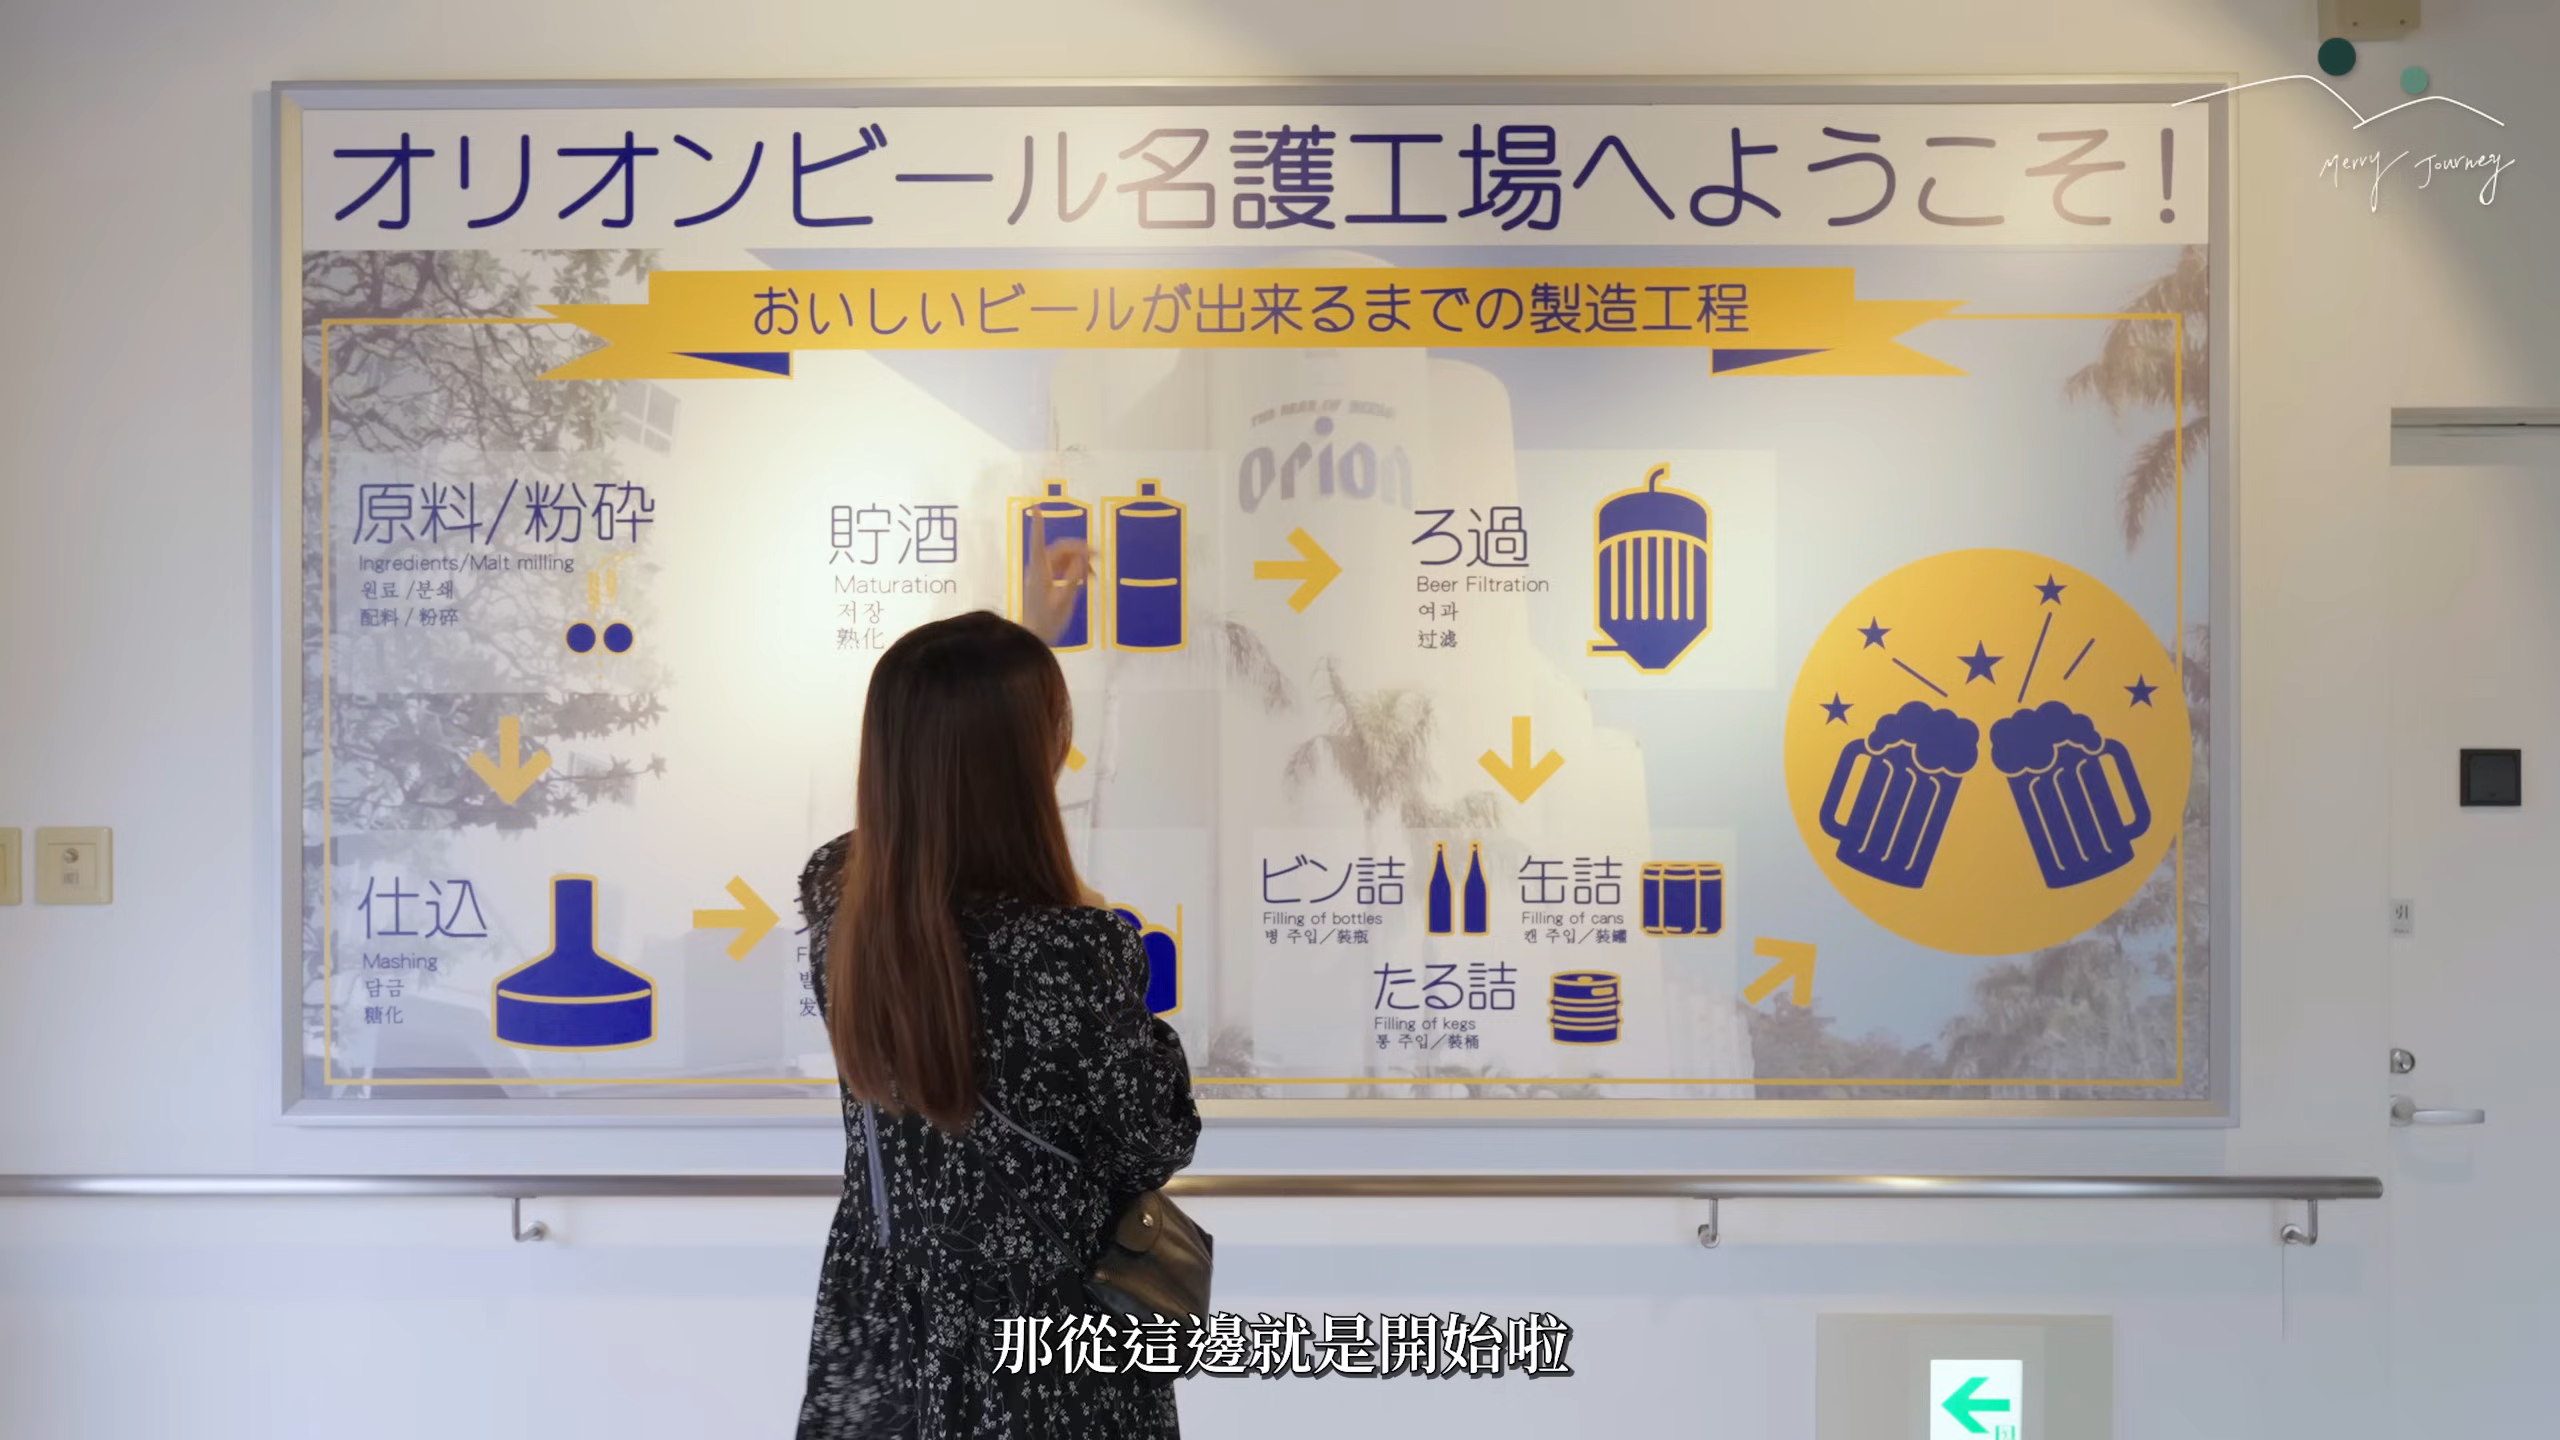 Merry Journey
オリオンビール名護工場へようこそ!
おいしいビールが出来るまでの製造工程
orion
原料/粉砕
Ingredients/Malt milling
원료/분쇄
配料/粉碎
貯酒
Maturation
저장
熟化
ろ過
Beer Filtration
여과
过滤
仕込
Mashing
담금
糖化
ビン詰
Filling of bottles
병 주입/装瓶
缶詰
Filling of cans
캔 주입/装罐
たる詰
Filling of kegs
통 주입/装桶
引
那從這邊就是開始啦